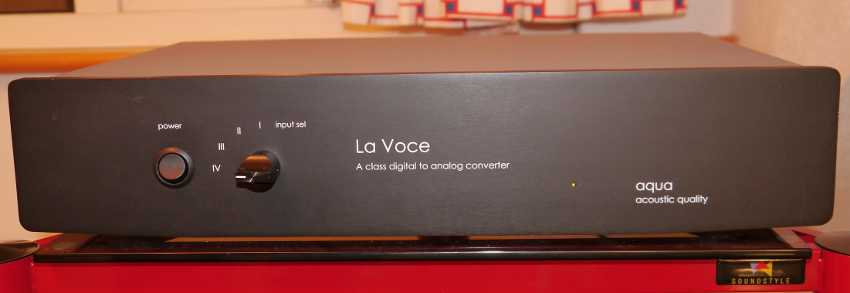 power
I
input sel
II
III
IV
La Voce
A class digital to analog converter
aqua
acoustic quality
SOUNDSTYLE